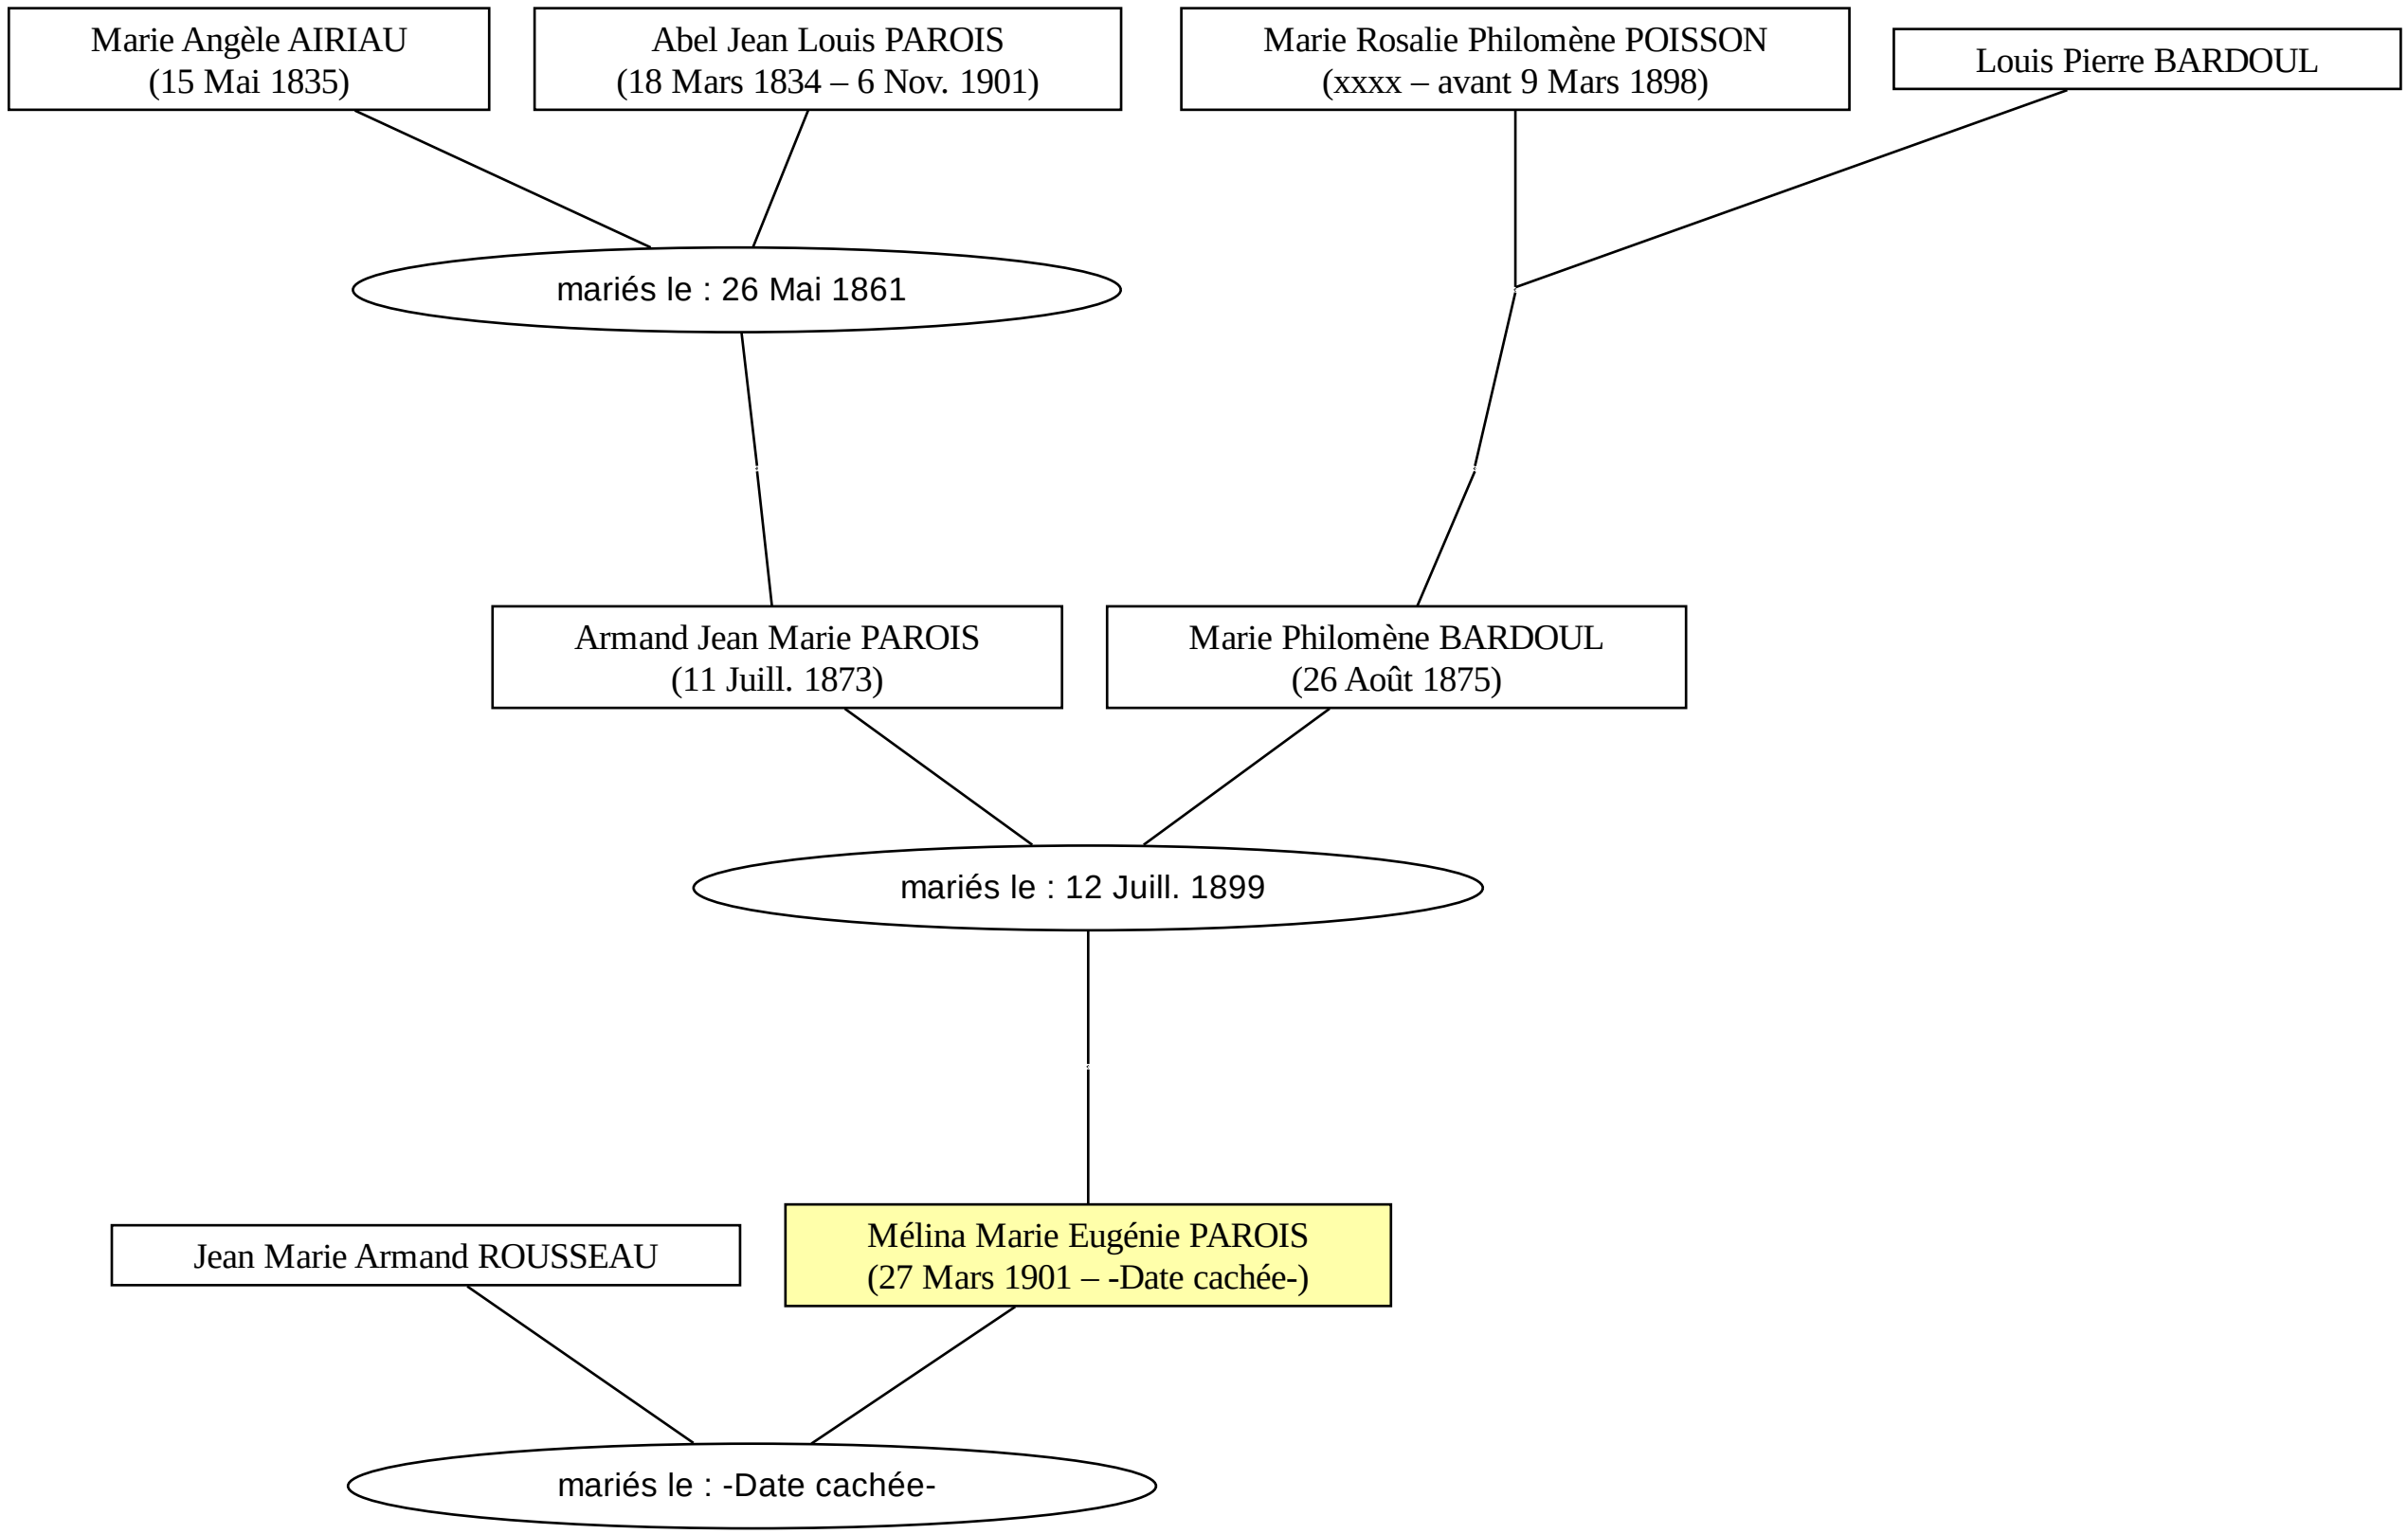 Marie Angèle AIRIAU
(15 Mai 1835)
Abel Jean Louis PAROIS
(18 Mars 1834 – 6 Nov. 1901)
Marie Rosalie Philomène POISSON
(xxxx – avant 9 Mars 1898)
Louis Pierre BARDOUL
mariés le : 26 Mai 1861
Armand Jean Marie PAROIS
(11 Juill. 1873)
Marie Philomène BARDOUL
(26 Août 1875)
mariés le : 12 Juill. 1899
Jean Marie Armand ROUSSEAU
Mélina Marie Eugénie PAROIS
(27 Mars 1901 – -Date cachée-)
mariés le : -Date cachée-